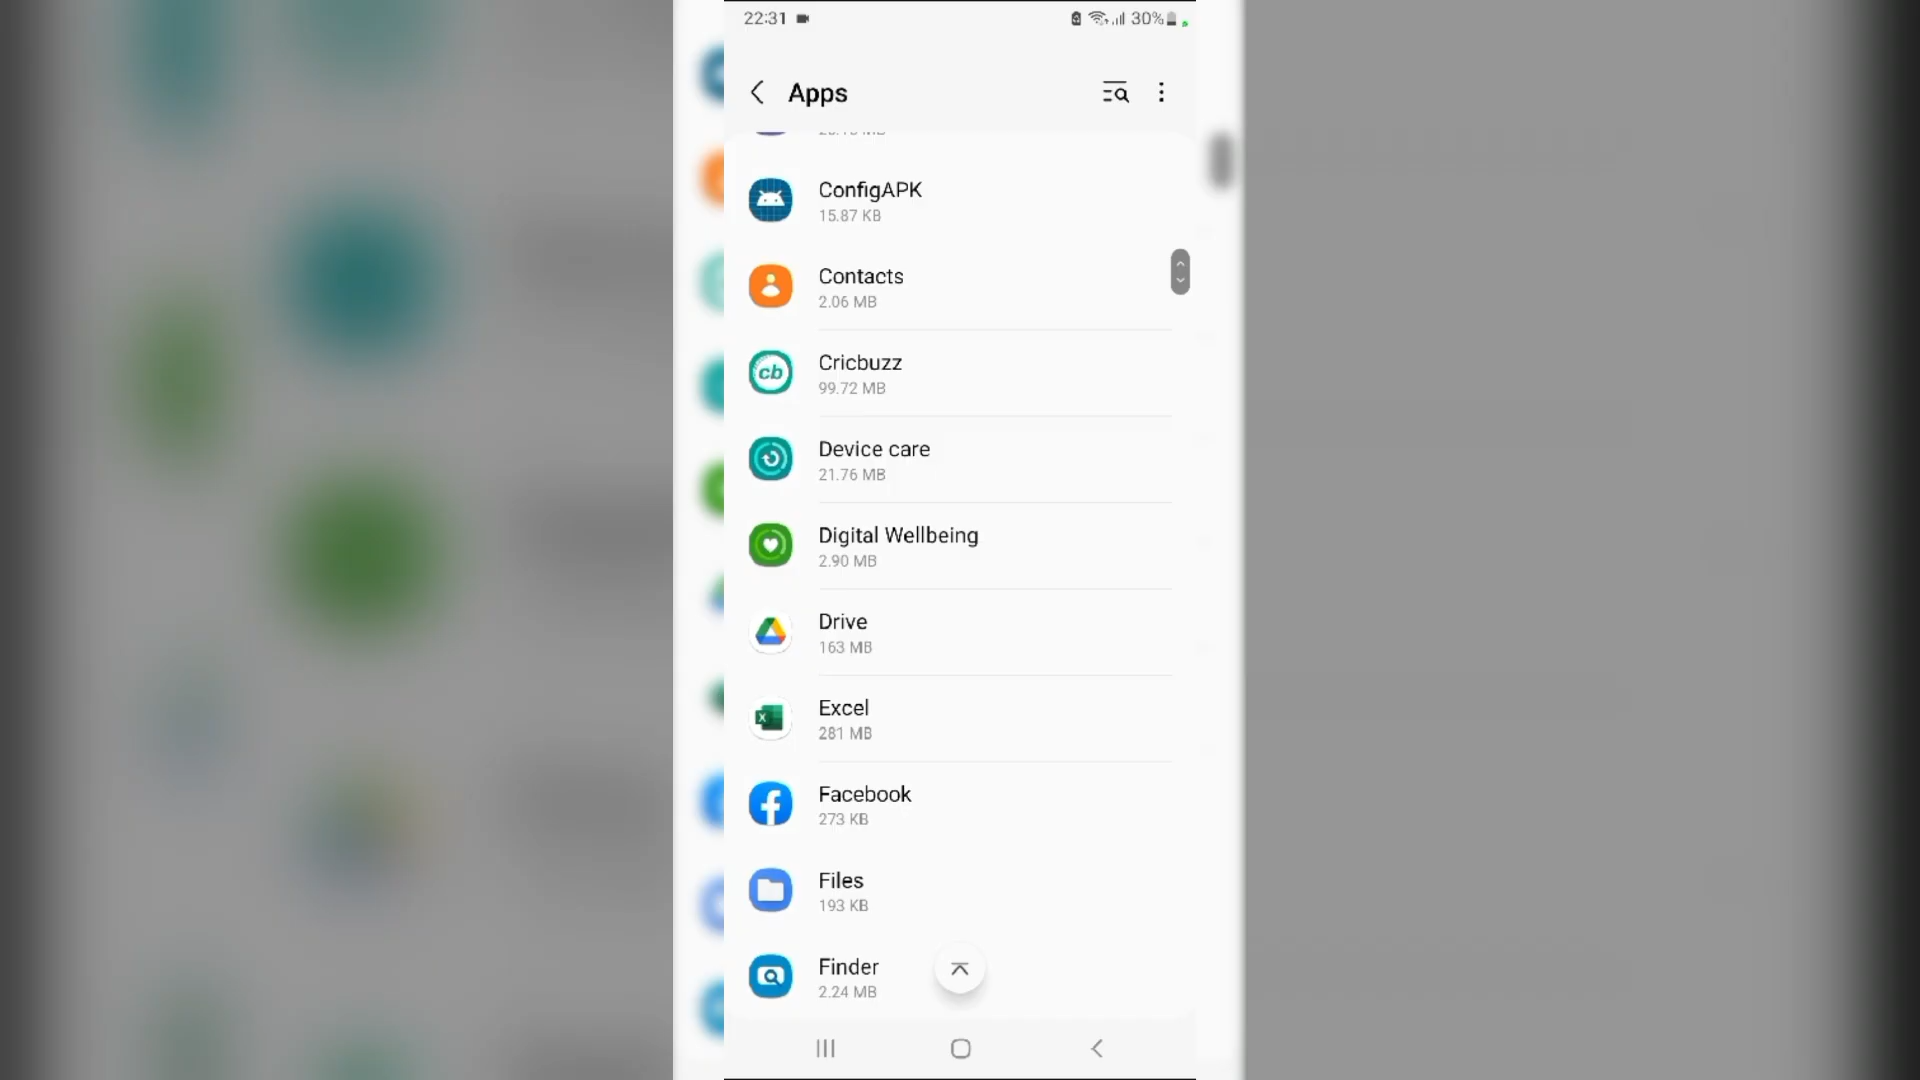 22:31
30%
Apps
ConfigAPK
15.87 KB
Contacts
2.06 MB
cb
Cricbuzz
99.72 MB
Device care
21.76 MB
Digital Wellbeing
2.90 MB
Drive
163 MB
X
Excel
281 MB
f
Facebook
273 KB
Files
193 KB
Finder
2.24 MB